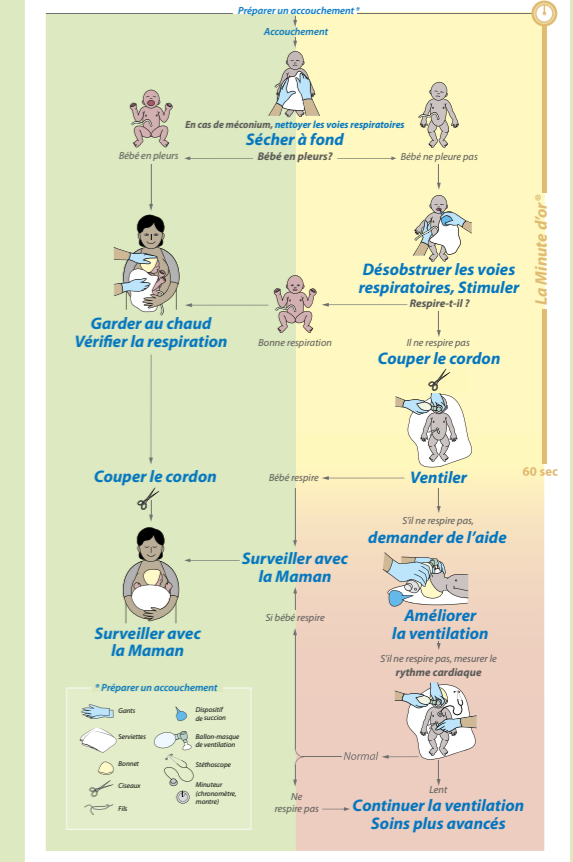 Préparer un accouchement *
Accouchement
En cas de méconium, nettoyer les voies respiratoires
Sécher à fond
Bébé en pleurs
Bébé en pleurs?
Bébé ne pleure pas
La Minute d'or ®
Désobstruer les voies
respiratoires, Stimuler
Respire-t-il ?
Garder au chaud
Vérifier la respiration
Bonne respiration
Il ne respire pas
Couper le cordon
60 sec
Couper le cordon
Bébé respire
Ventiler
S'il ne respire pas,
demander de l'aide
Surveiller avec
la Maman
Améliorer
la ventilation
Si bébé respire
Surveiller avec
la Maman
S'il ne respire pas, mesurer le
rythme cardiaque
* Préparer un accouchement
Gants
Dispositif
de succion
Serviettes
Ballon-masque
de ventilation
Bonnet
Stéthoscope
Ciseaux
Minuteur
(chronomètre,
montre)
Fils
Normal
Lent
Ne
respire pas
Continuer la ventilation
Soins plus avancés